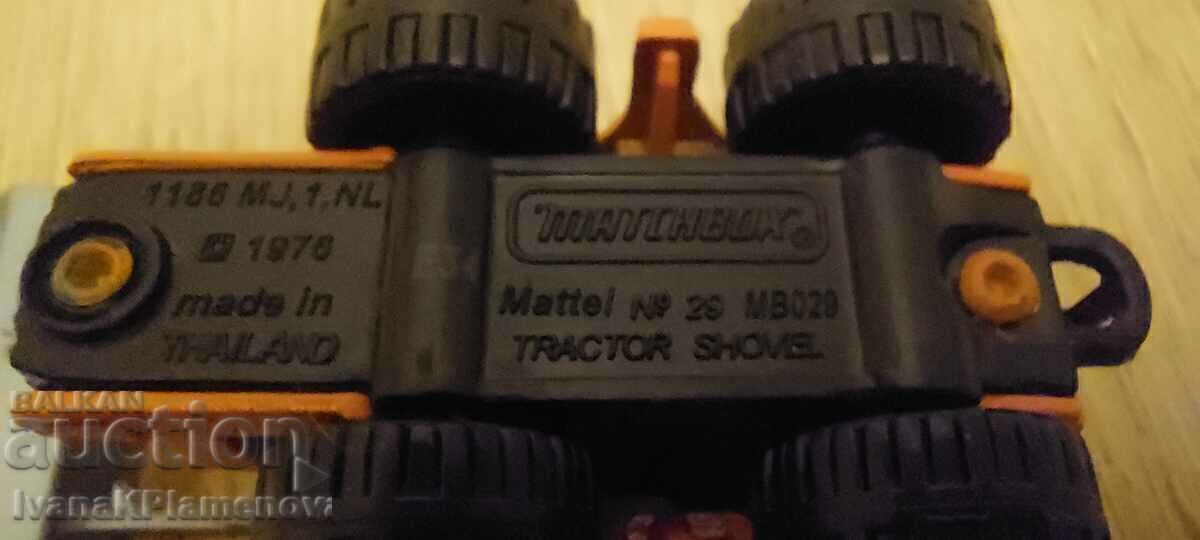 1186 MJ,1,NL
1976
made in
THAILAND
"MATCHBOX"®
Mattel Nº 29 MB029
TRACTOR SHOVEL
BALKAN
auction
IvanaKPlamenova